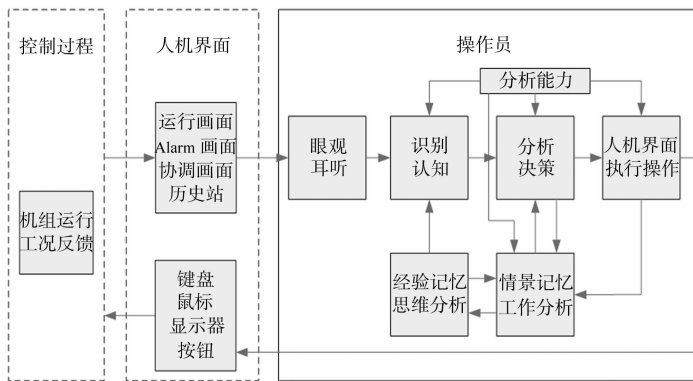 控制过程
人机界面
操作员
分析能力
运行画面
Alarm 画面
协调画面
历史站
眼观
耳听
识别
认知
分析
决策
人机界面
执行操作
机组运行
工况反馈
键盘
鼠标
显示器
按钮
经验记忆
思维分析
情景记忆
工作分析